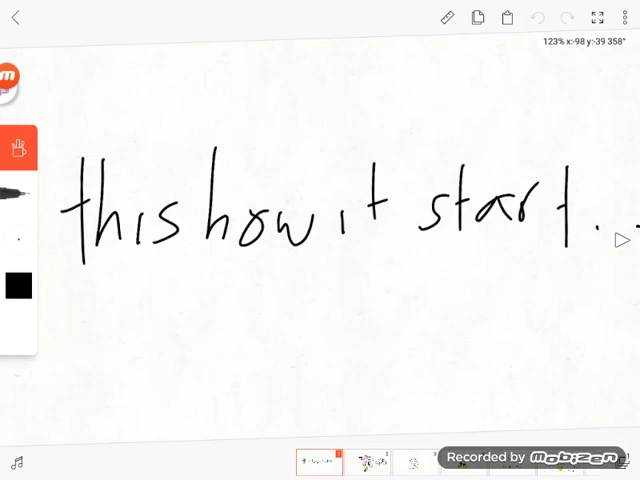 123% x:-98 y:-39 358°
this how it start..
Recorded by
Mobizen